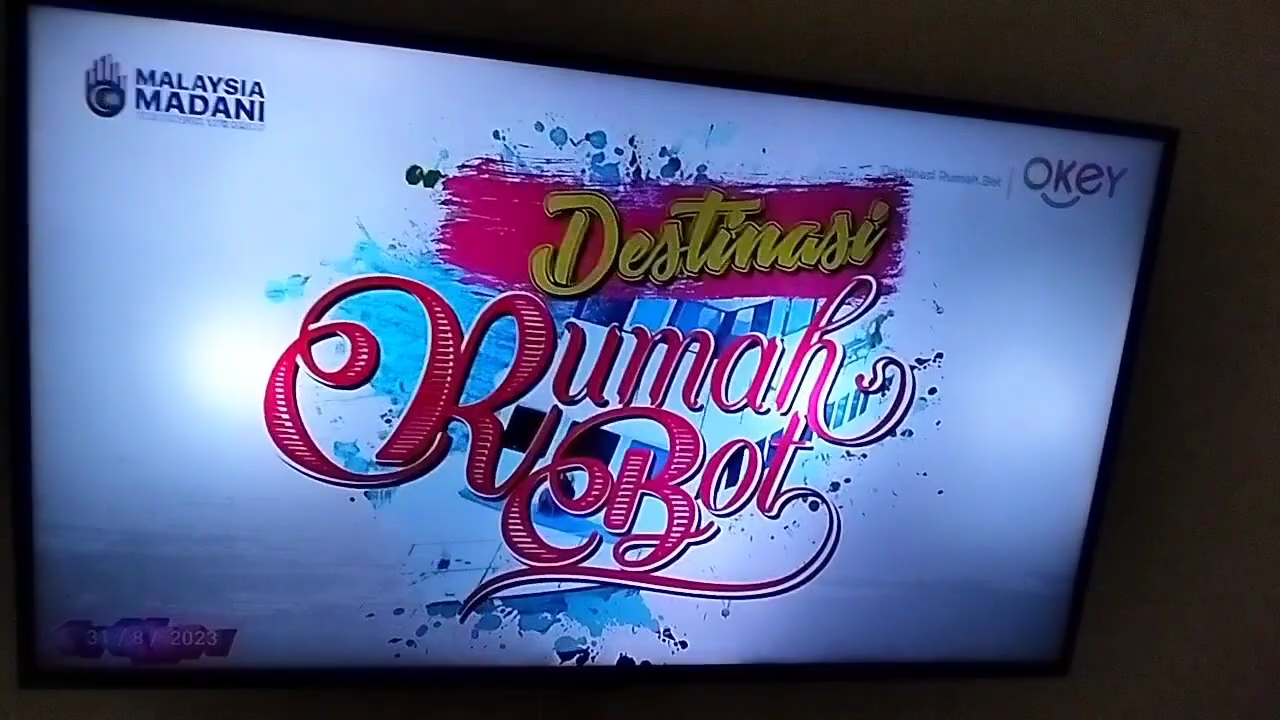 MALAYSIA
MADANI
Destinasi Rumah Bot
OKEY
Destinasi
Rumah
Bot
31 / 8 / 2023